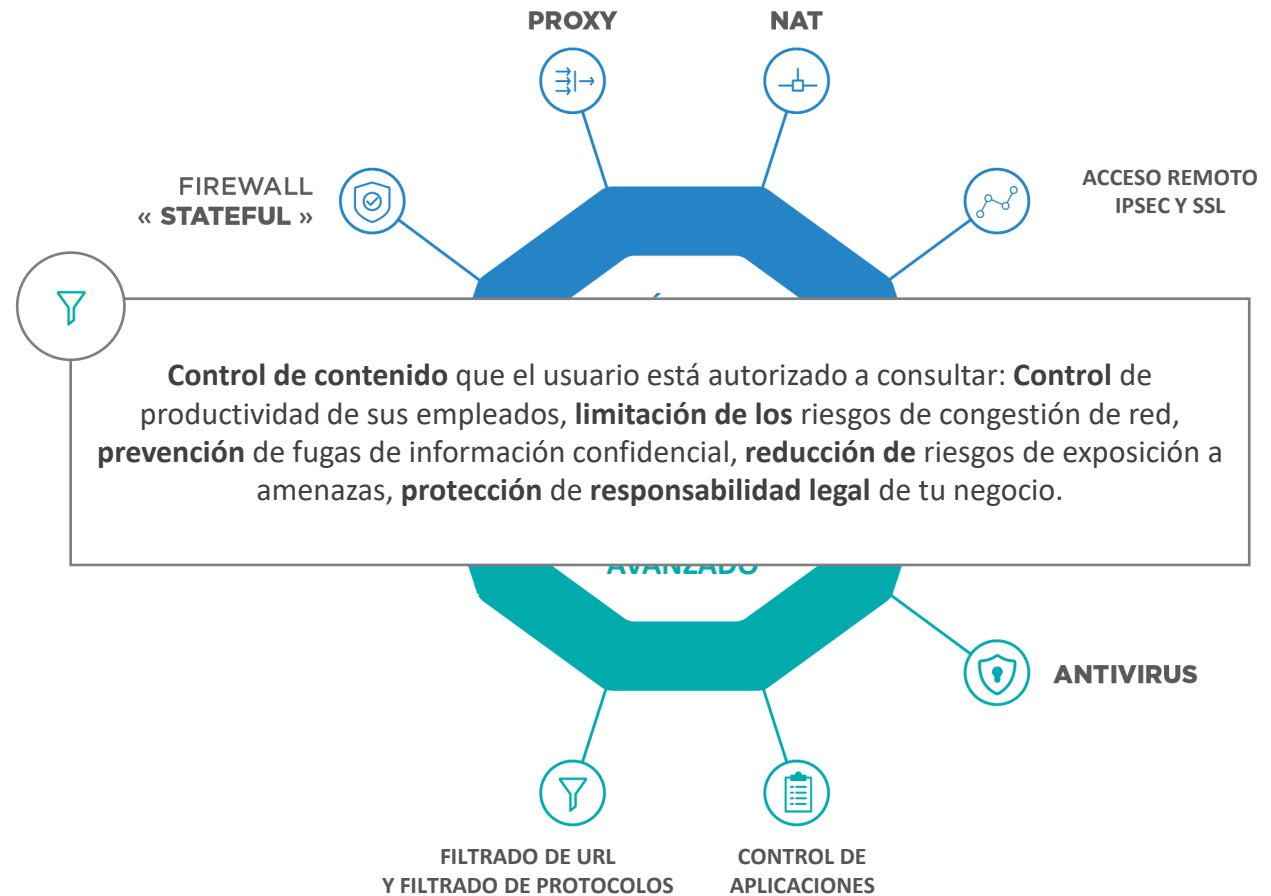 PROXY
NAT
FIREWALL
« STATEFUL »
ACCESO REMOTO
IPSEC Y SSL
Control de contenido que el usuario está autorizado a consultar: Control de
productividad de sus empleados, limitación de los riesgos de congestión de red,
prevención de fugas de información confidencial, reducción de riesgos de exposición a
amenazas, protección de responsabilidad legal de tu negocio.
AVANZADO
ANTIVIRUS
FILTRADO DE URL
Y FILTRADO DE PROTOCOLOS
CONTROL DE
APLICACIONES